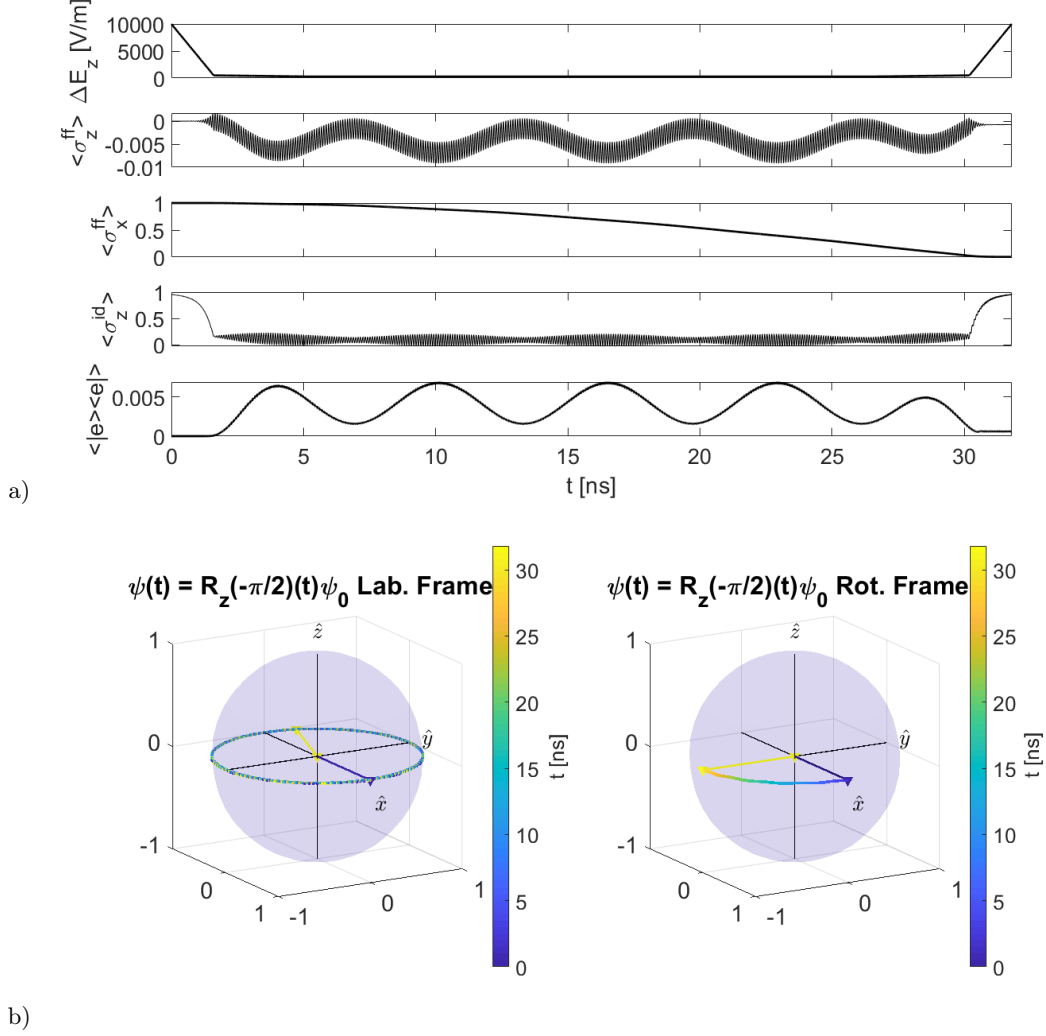 10000
5000
0
ΔE_z [V/m]
0
-0.005
-0.01
<σ_z^ff>
1
0.5
0
<σ_x^ff>
1
0.5
0
<σ_z^id>
0.005
0
<|e><e|>
0 5 10 15 20 25 30
t [ns]
a)
ψ(t) = R_z(-π/2)(t)ψ_0 Lab. Frame
ẑ
ŷ
x̂
1
0
-1
0
1
-1
0
1
30
25
20
15
10
5
0
t [ns]
ψ(t) = R_z(-π/2)(t)ψ_0 Rot. Frame
ẑ
ŷ
x̂
1
0
-1
0
1
-1
0
1
30
25
20
15
10
5
0
t [ns]
b)